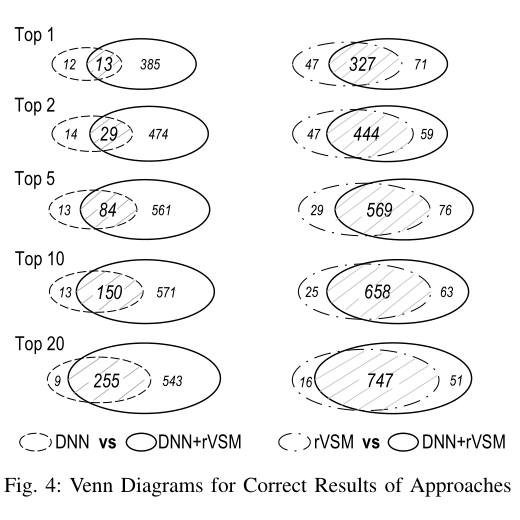 Top 1
12 13 385 47 327 71
Top 2
14 29 474 47 444 59
Top 5
13 84 561 29 569 76
Top 10
13 150 571 25 658 63
Top 20
9 255 543 16 747 51
DNN vs DNN+rVSM rVSM vs DNN+rVSM
Fig. 4: Venn Diagrams for Correct Results of Approaches